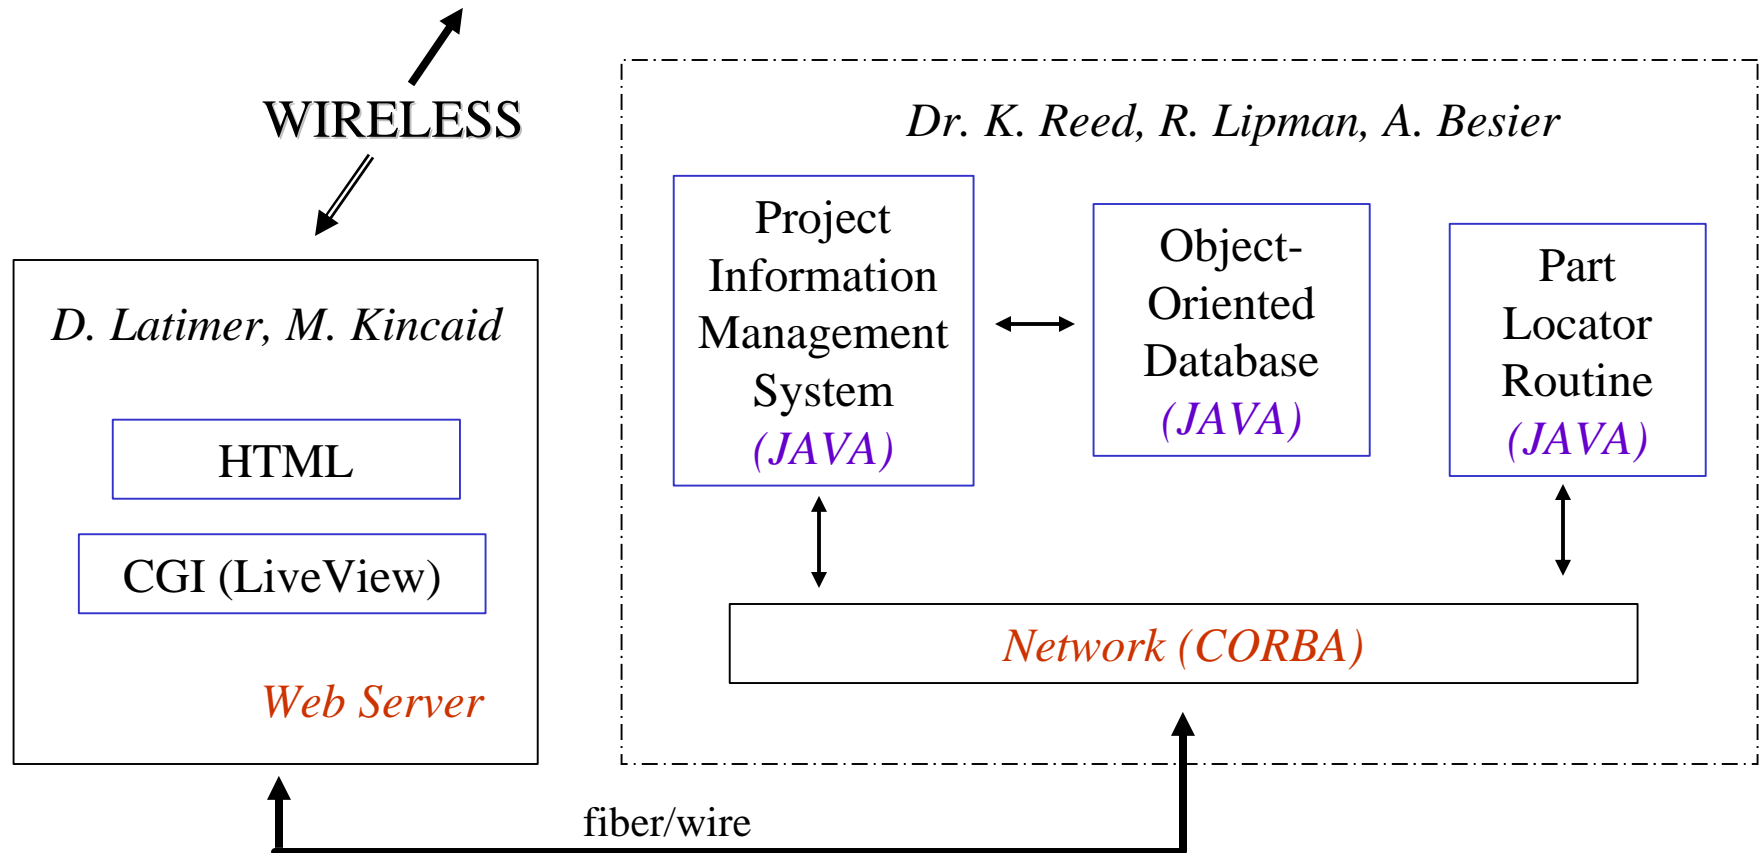 WIRELESS
D. Latimer, M. Kincaid
HTML
CGI (LiveView)
Web Server
Dr. K. Reed, R. Lipman, A. Besier
Project
Information
Management
System
(JAVA)
Object-
Oriented
Database
(JAVA)
Part
Locator
Routine
(JAVA)
Network (CORBA)
fiber/wire